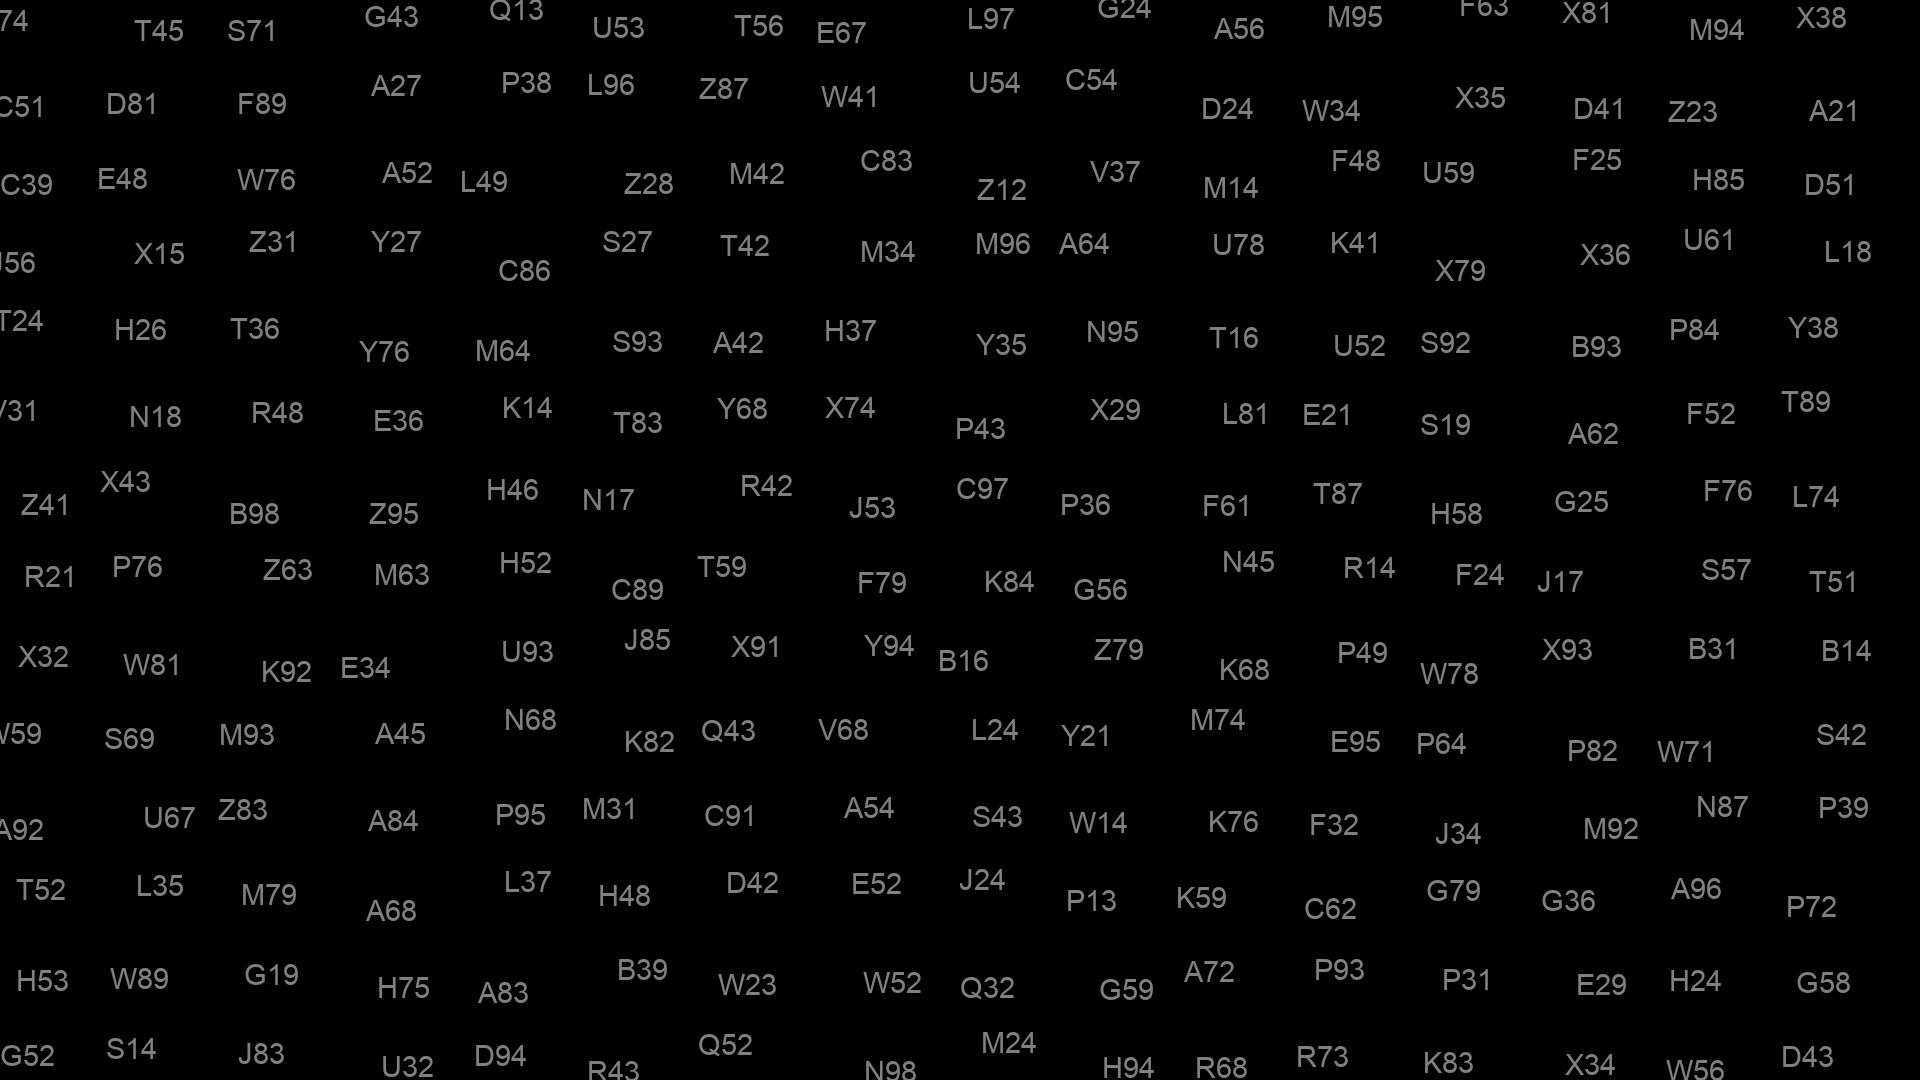 74 T45 S71 G43 Q13 U53 T56 E67 L97 G24 A56 M95 F63 X81 M94 X38
C51 D81 F89 A27 P38 L96 Z87 W41 U54 C54 D24 W34 X35 D41 Z23 A21
C39 E48 W76 A52 L49 Z28 M42 C83 Z12 V37 M14 F48 U59 F25 H85 D51
56 X15 Z31 Y27 C86 S27 T42 M34 M96 A64 U78 K41 X79 X36 U61 L18
T24 H26 T36 Y76 M64 S93 A42 H37 Y35 N95 T16 U52 S92 B93 P84 Y38
V31 N18 R48 E36 K14 T83 Y68 X74 P43 X29 L81 E21 S19 A62 F52 T89
Z41 X43 B98 Z95 H46 N17 R42 J53 C97 P36 F61 T87 H58 G25 F76 L74
R21 P76 Z63 M63 H52 C89 T59 F79 K84 G56 N45 R14 F24 J17 S57 T51
X32 W81 K92 E34 U93 J85 X91 Y94 B16 Z79 K68 P49 W78 X93 B31 B14
W59 S69 M93 A45 N68 K82 Q43 V68 L24 Y21 M74 E95 P64 P82 W71 S42
A92 U67 Z83 A84 P95 M31 C91 A54 S43 W14 K76 F32 J34 M92 N87 P39
T52 L35 M79 A68 L37 H48 D42 E52 J24 P13 K59 C62 G79 G36 A96 P72
H53 W89 G19 H75 A83 B39 W23 W52 Q32 G59 A72 P93 P31 E29 H24 G58
G52 S14 J83 U32 D94 R43 Q52 N98 M24 H94 R68 R73 K83 X34 W56 D43